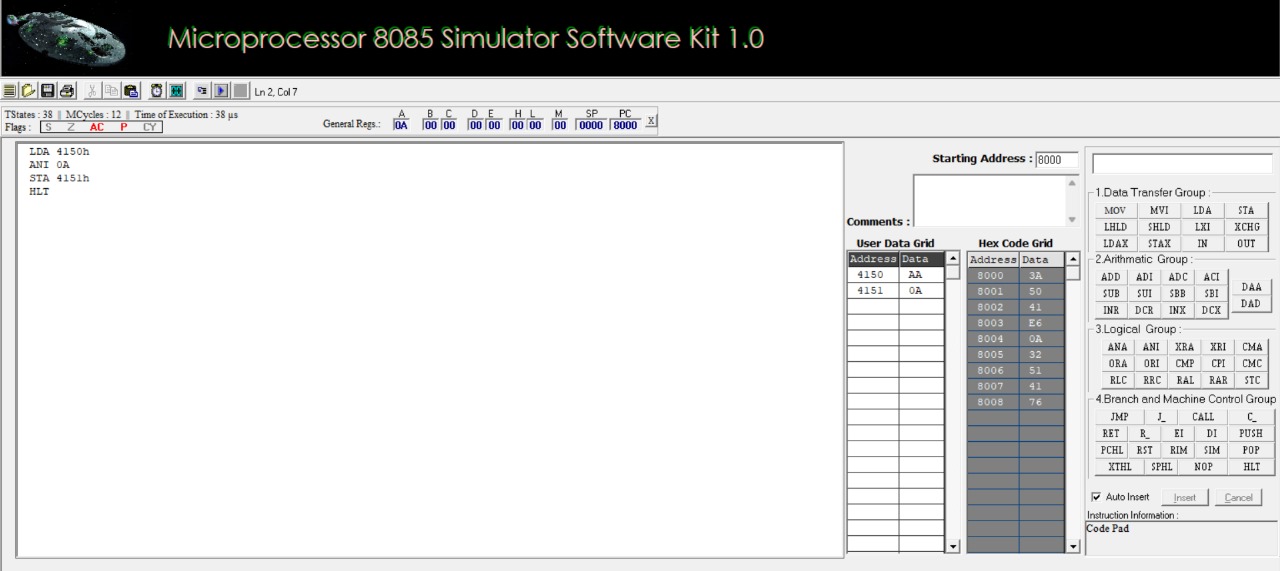 Microprocessor 8085 Simulator Software Kit 1.0
Ln 2, Col 7
TStates : 38 || MCycles : 12 || Time of Execution : 38 µs
Flags : S Z AC P CY
General Regs.: A B C D E H L M SP PC
0A 00 00 00 00 00 00 00 0000 8000 X
LDA 4150h
ANI 0A
STA 4151h
HLT
Starting Address : 8000
Comments :
User Data Grid
Address Data
4150 AA
4151 0A
Hex Code Grid
Address Data
8000 3A
8001 50
8002 41
8003 E6
8004 0A
8005 32
8006 51
8007 41
8008 76
1.Data Transfer Group :
MOV MVI LDA STA
LHLD SHLD LXI XCHG
LDAX STAX IN OUT
2.Arithmatic Group :
ADD ADI ADC ACI
SUB SUI SBB SBI
INR DCR INX DCX
DAA
DAD
3.Logical Group :
ANA ANI XRA XRI CMA
ORA ORI CMP CPI CMC
RLC RRC RAL RAR STC
4.Branch and Machine Control Group
JMP J_ CALL C_
RET R_ EI DI PUSH
PCHL RST RIM SIM POP
XTHL SPHL NOP HLT
Auto Insert Insert Cancel
Instruction Information :
Code Pad